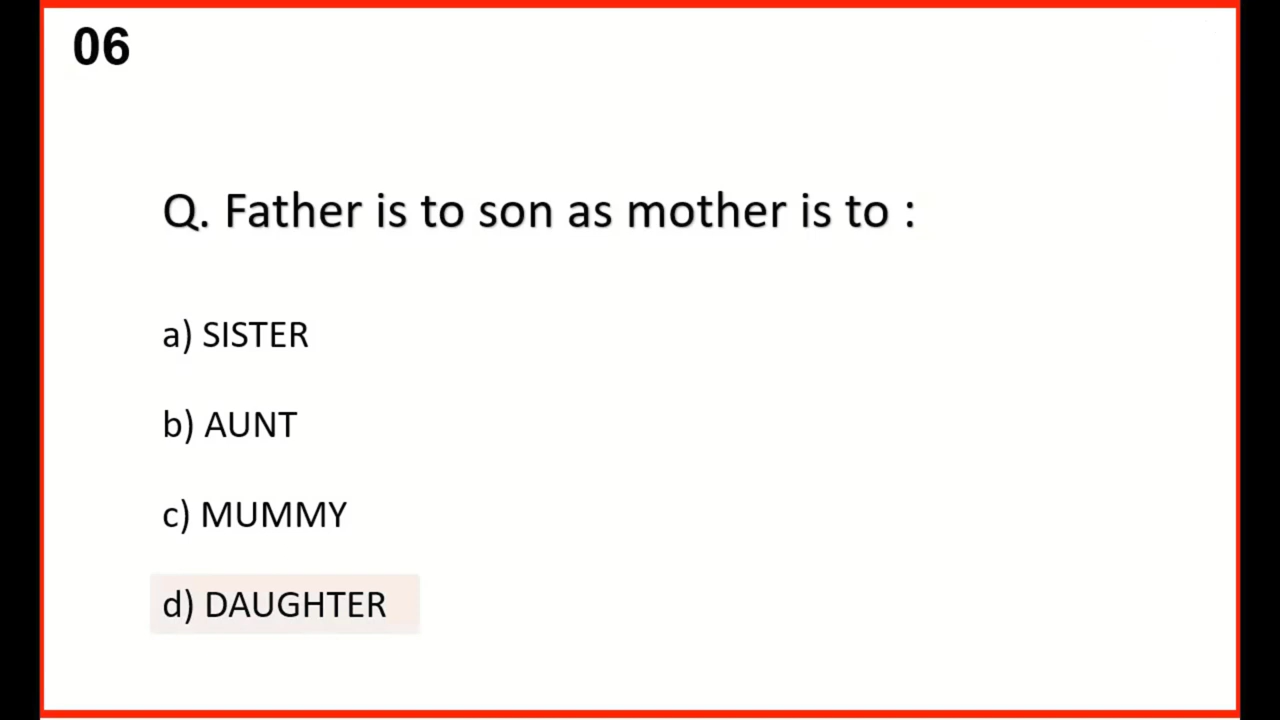 06
Q. Father is to son as mother is to :
a) SISTER
b) AUNT
c) MUMMY
d) DAUGHTER